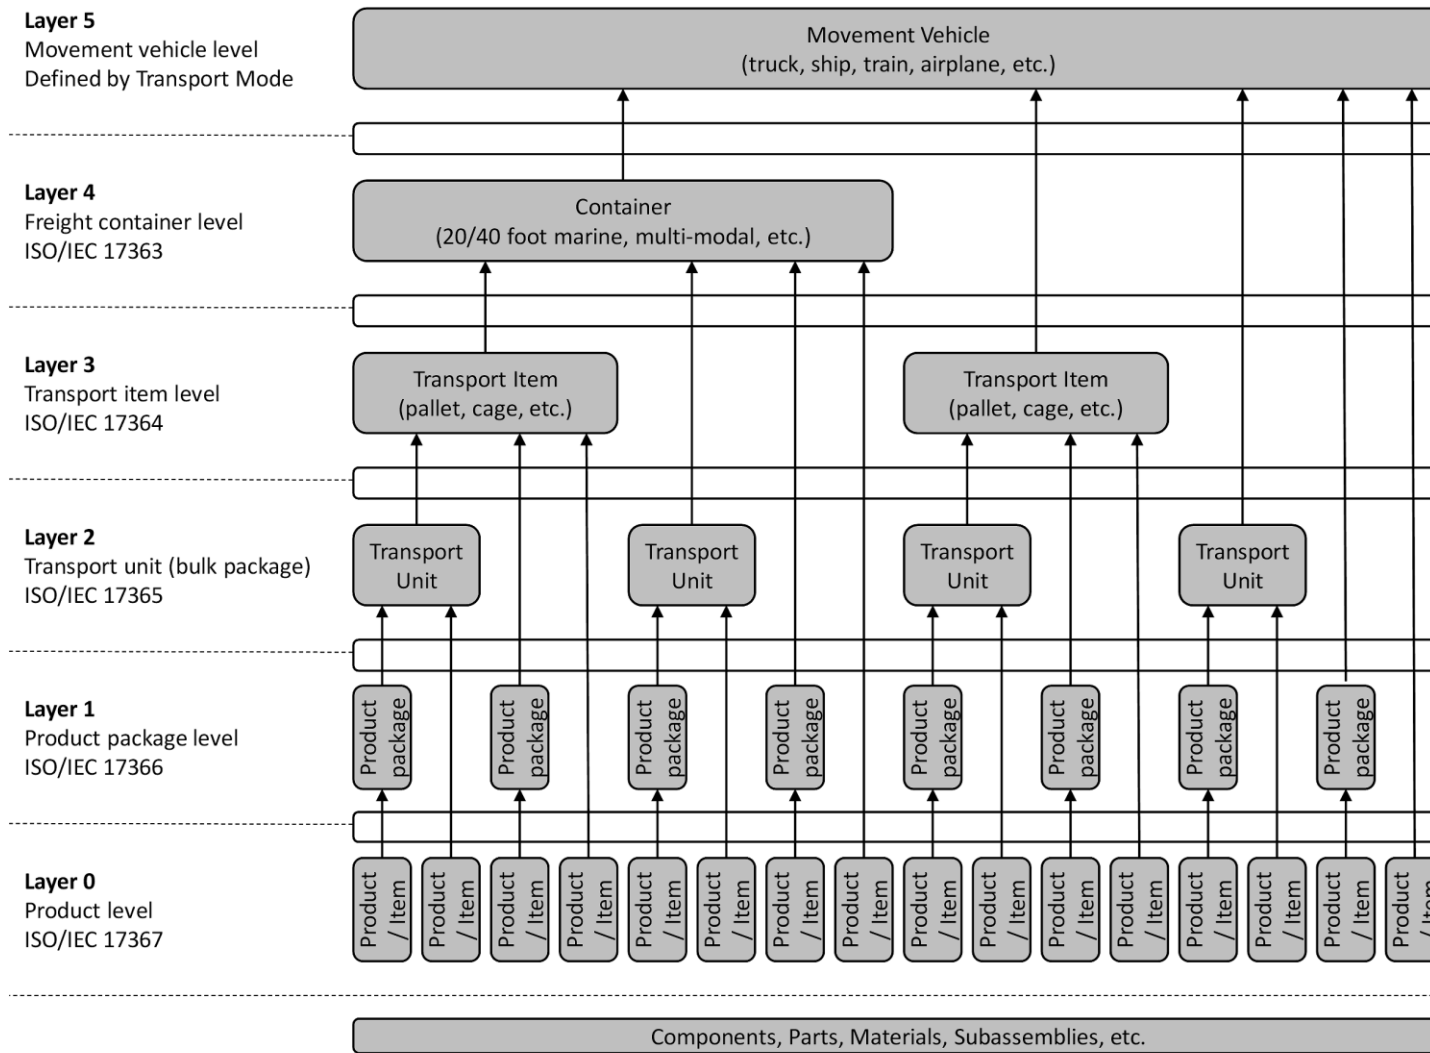 Layer 5
Movement vehicle level
Defined by Transport Mode
Movement Vehicle
(truck, ship, train, airplane, etc.)
Layer 4
Freight container level
ISO/IEC 17363
Container
(20/40 foot marine, multi-modal, etc.)
Layer 3
Transport item level
ISO/IEC 17364
Transport Item
(pallet, cage, etc.)
Transport Item
(pallet, cage, etc.)
Layer 2
Transport unit (bulk package)
ISO/IEC 17365
Transport
Unit
Transport
Unit
Transport
Unit
Transport
Unit
Layer 1
Product package level
ISO/IEC 17366
Product
package
Product
package
Product
package
Product
package
Product
package
Product
package
Product
package
Product
package
Layer 0
Product level
ISO/IEC 17367
Product
/ Item
Product
/ Item
Product
/ Item
Product
/ Item
Product
/ Item
Product
/ Item
Product
/ Item
Product
/ Item
Product
/ Item
Product
/ Item
Product
/ Item
Product
/ Item
Product
/ Item
Product
/ Item
Product
/ Item
Product
/ Item
Components, Parts, Materials, Subassemblies, etc.